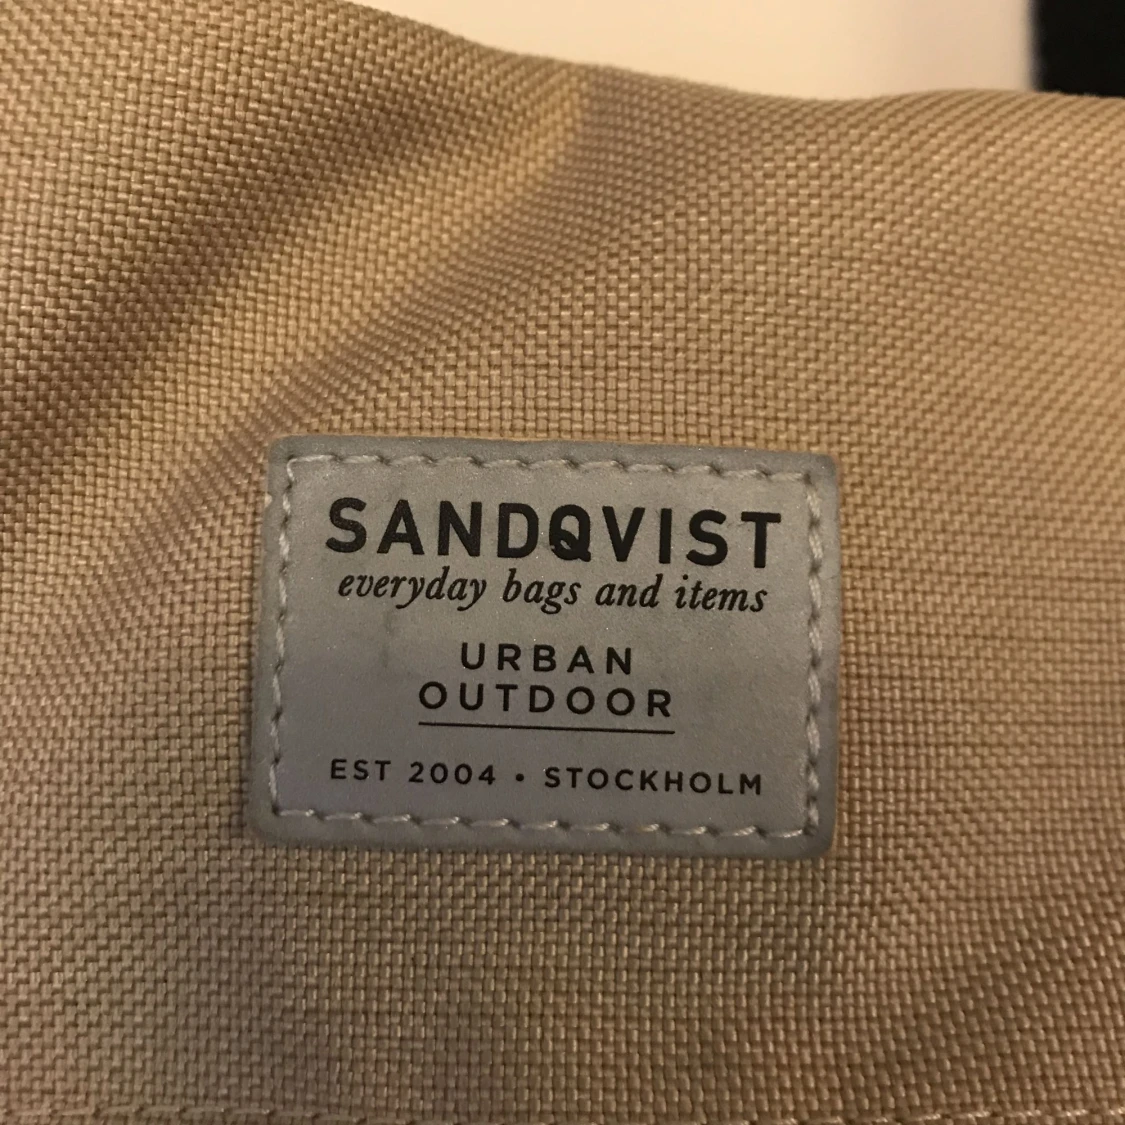 SANDQVIST
everyday bags and items
URBAN
OUTDOOR
EST 2004 • STOCKHOLM